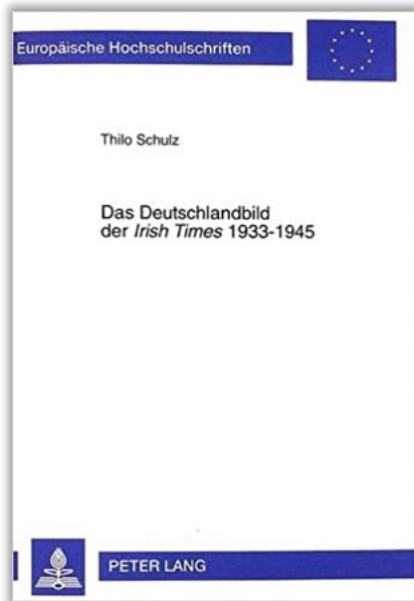 Europäische Hochschulschriften
Thilo Schulz
Das Deutschlandbild
der Irish Times 1933-1945
PETER LANG